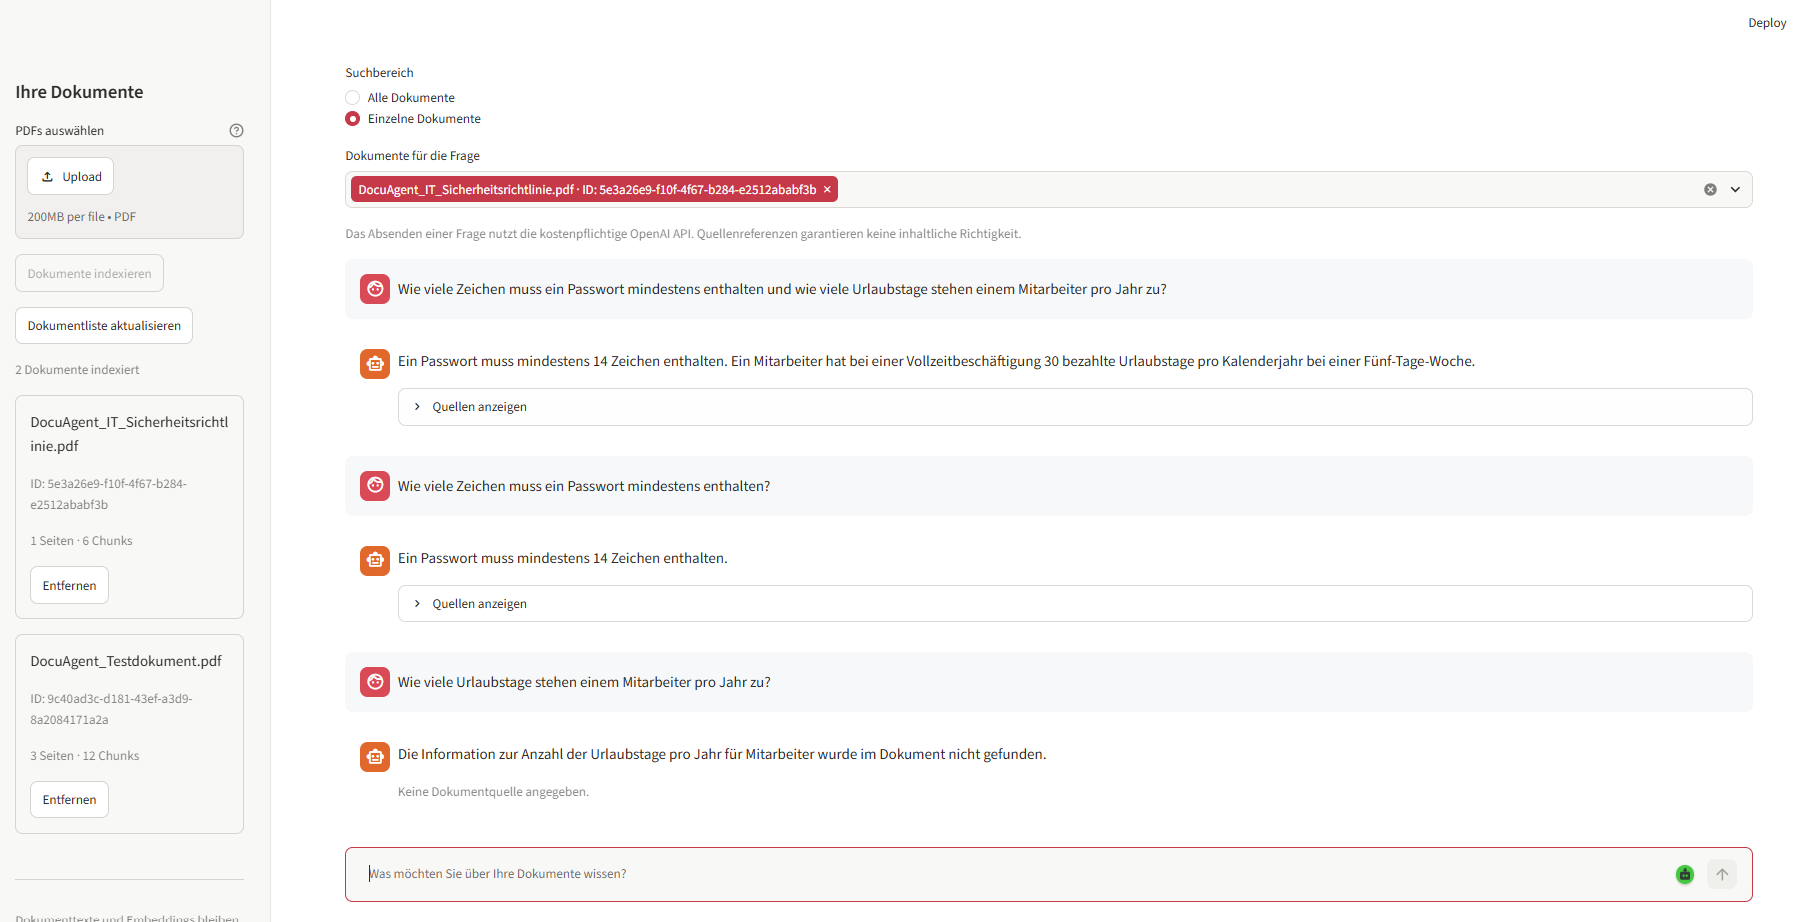 Deploy
Ihre Dokumente
PDFs auswählen
Upload
200MB per file • PDF
Dokumente indexieren
Dokumentliste aktualisieren
2 Dokumente indexiert
DocuAgent_IT_Sicherheitsrichtl
inie.pdf
ID: 5e3a26e9-f10f-4f67-b284-
e2512ababf3b
1 Seiten · 6 Chunks
Entfernen
DocuAgent_Testdokument.pdf
ID: 9c40ad3c-d181-43ef-a3d9-
8a2084171a2a
3 Seiten · 12 Chunks
Entfernen
Dokumenttexte und Embeddings bleiben
Suchbereich
Alle Dokumente
Einzelne Dokumente
Dokumente für die Frage
DocuAgent_IT_Sicherheitsrichtlinie.pdf · ID: 5e3a26e9-f10f-4f67-b284-e2512ababf3b ×
Das Absenden einer Frage nutzt die kostenpflichtige OpenAI API. Quellenreferenzen garantieren keine inhaltliche Richtigkeit.
Wie viele Zeichen muss ein Passwort mindestens enthalten und wie viele Urlaubstage stehen einem Mitarbeiter pro Jahr zu?
Ein Passwort muss mindestens 14 Zeichen enthalten. Ein Mitarbeiter hat bei einer Vollzeitbeschäftigung 30 bezahlte Urlaubstage pro Kalenderjahr bei einer Fünf-Tage-Woche.
Quellen anzeigen
Wie viele Zeichen muss ein Passwort mindestens enthalten?
Ein Passwort muss mindestens 14 Zeichen enthalten.
Quellen anzeigen
Wie viele Urlaubstage stehen einem Mitarbeiter pro Jahr zu?
Die Information zur Anzahl der Urlaubstage pro Jahr für Mitarbeiter wurde im Dokument nicht gefunden.
Keine Dokumentquelle angegeben.
Was möchten Sie über Ihre Dokumente wissen?